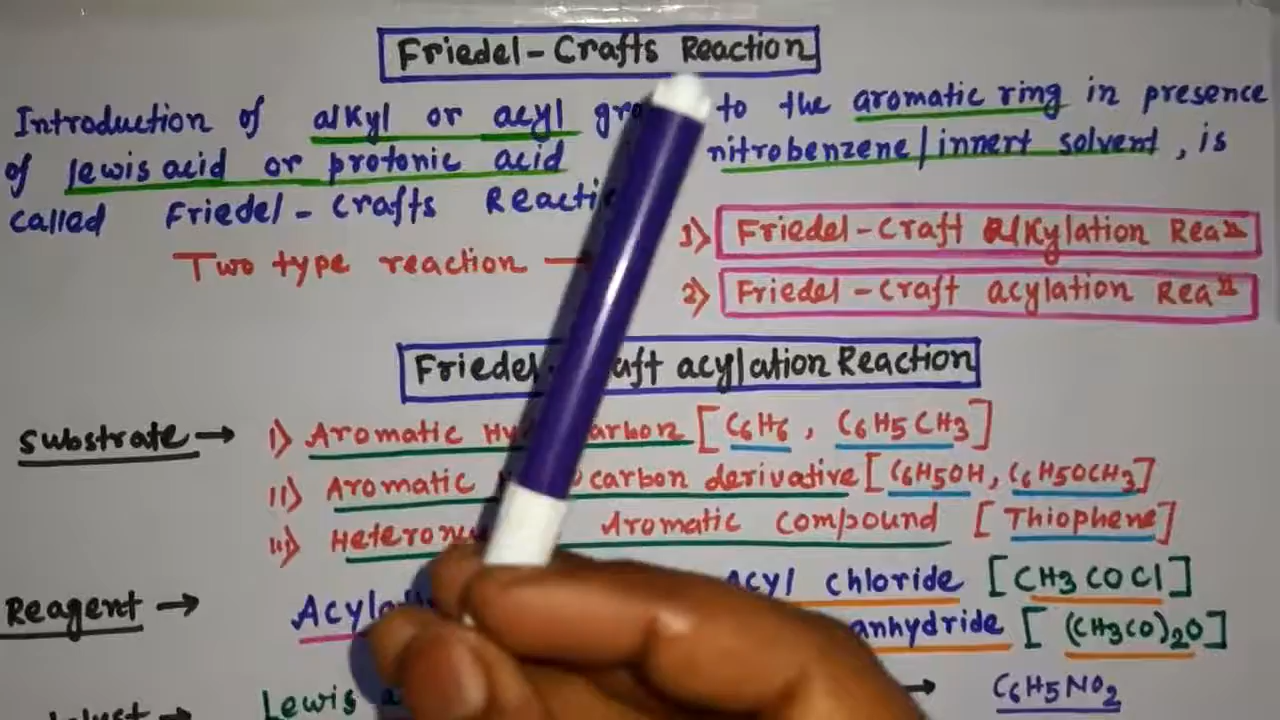 Friedel-Crafts Reaction
Introduction of alkyl or acyl to the aromatic ring in presence
of lewis acid or protonic acid nitrobenzene/innert solvent, is
called Friedel-Crafts
Two type reaction → 1) Friedel-Craft alkylation Rea^n
2) Friedel-Craft acylation Rea^n
acylation Reaction
Substrate → i) Aromatic [C6H6, C6H5CH3]
ii) Aromatic carbon derivative [C6H5OH, C6H5OCH3]
iii) Aromatic compound [Thiophene]
Reagent → Acyl chloride [CH3COCl]
anhydride [(CH3CO)2O]
Lewis → C6H5NO2